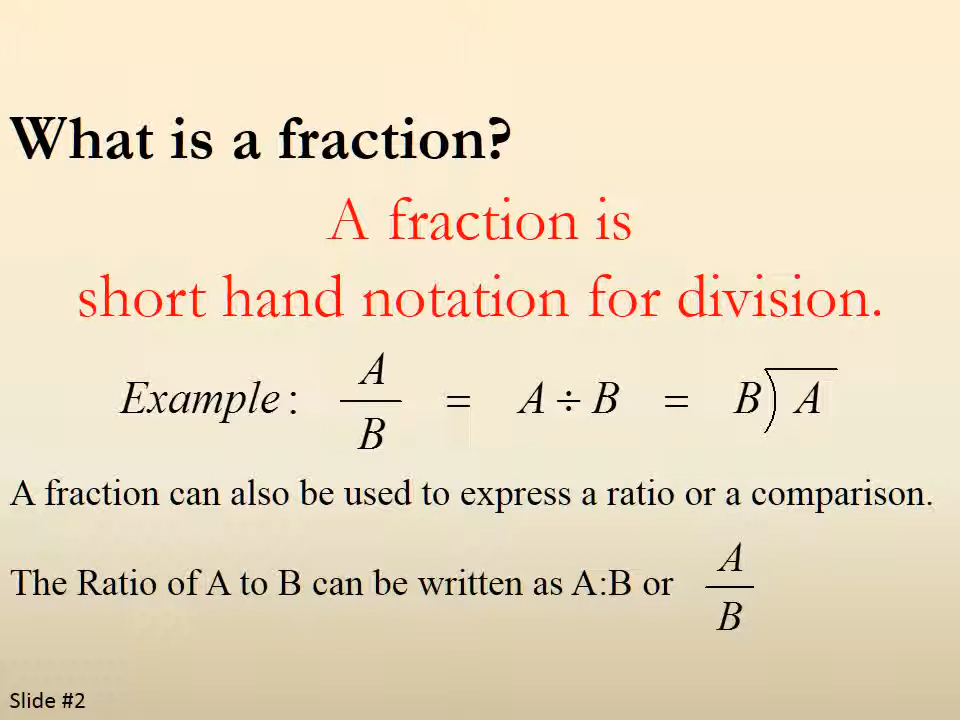 What is a fraction?
A fraction is
short hand notation for division.
Example: A/B = A ÷ B = B)A
A fraction can also be used to express a ratio or a comparison.
The Ratio of A to B can be written as A:B or A/B
Slide #2